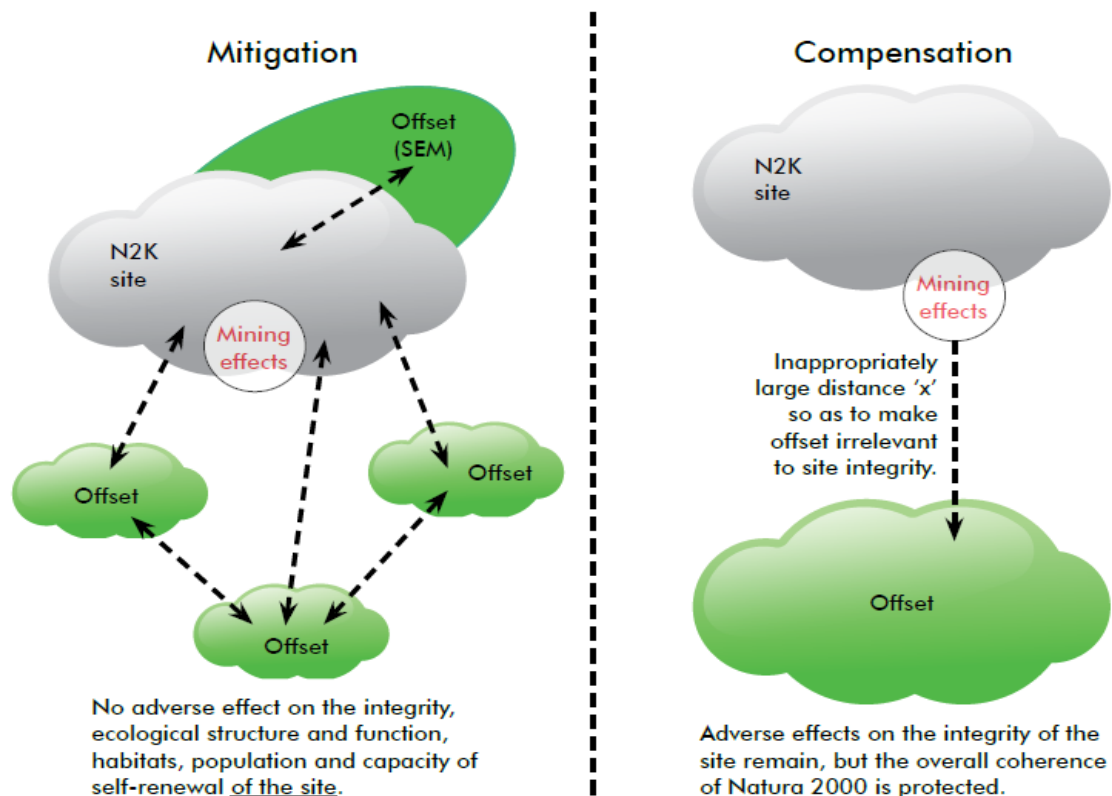 Mitigation
Offset
(SEM)
N2K
site
Mining
effects
Offset
Offset
Offset
No adverse effect on the integrity,
ecological structure and function,
habitats, population and capacity of
self-renewal of the site.
Compensation
N2K
site
Mining
effects
Inappropriately
large distance ‘x’
so as to make
offset irrelevant
to site integrity.
Offset
Adverse effects on the integrity of the
site remain, but the overall coherence
of Natura 2000 is protected.